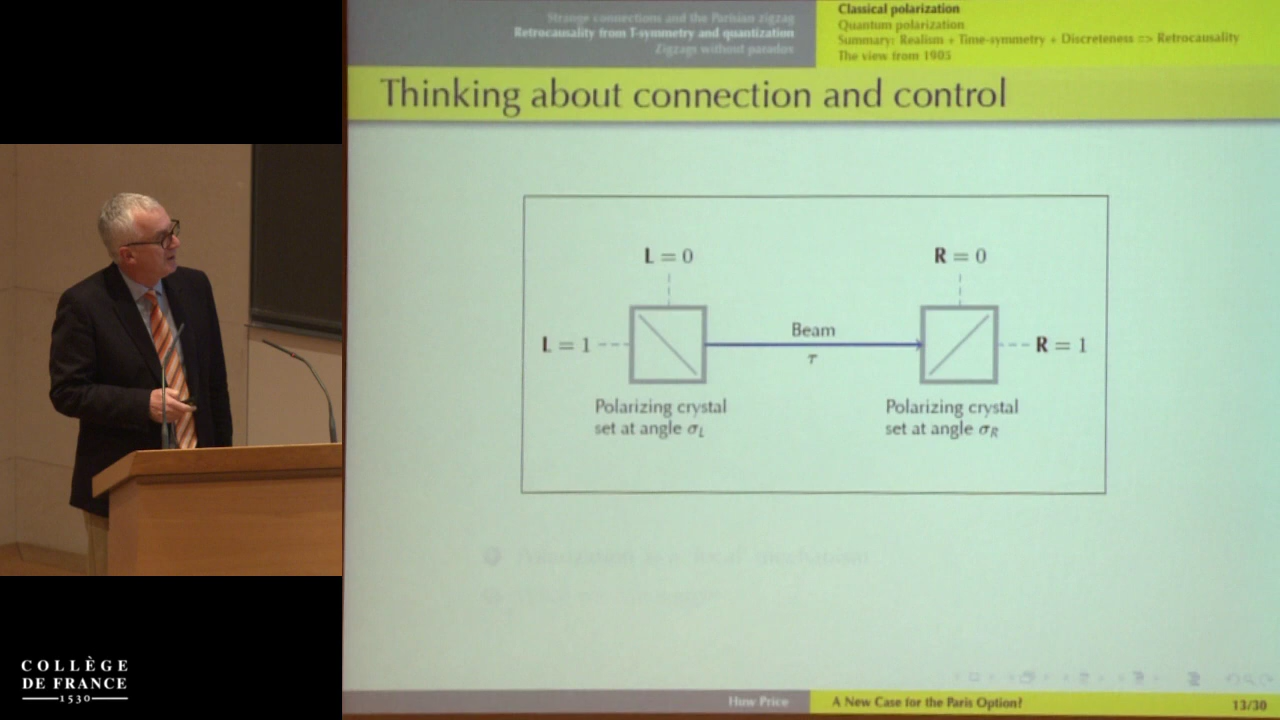 Strange connections and the Parisian zigzag
Retrocausality from T-symmetry and quantization
Zigzags without paradox
Classical polarization
Quantum polarization
Summary: Realism + Time-symmetry + Discreteness => Retrocausality
The view from 1905
Thinking about connection and control
L = 0
R = 0
L = 1
Beam
τ
R = 1
Polarizing crystal
set at angle σL
Polarizing crystal
set at angle σR
COLLÈGE
DE FRANCE
1530
Huw Price
A New Case for the Paris Option?
13/30